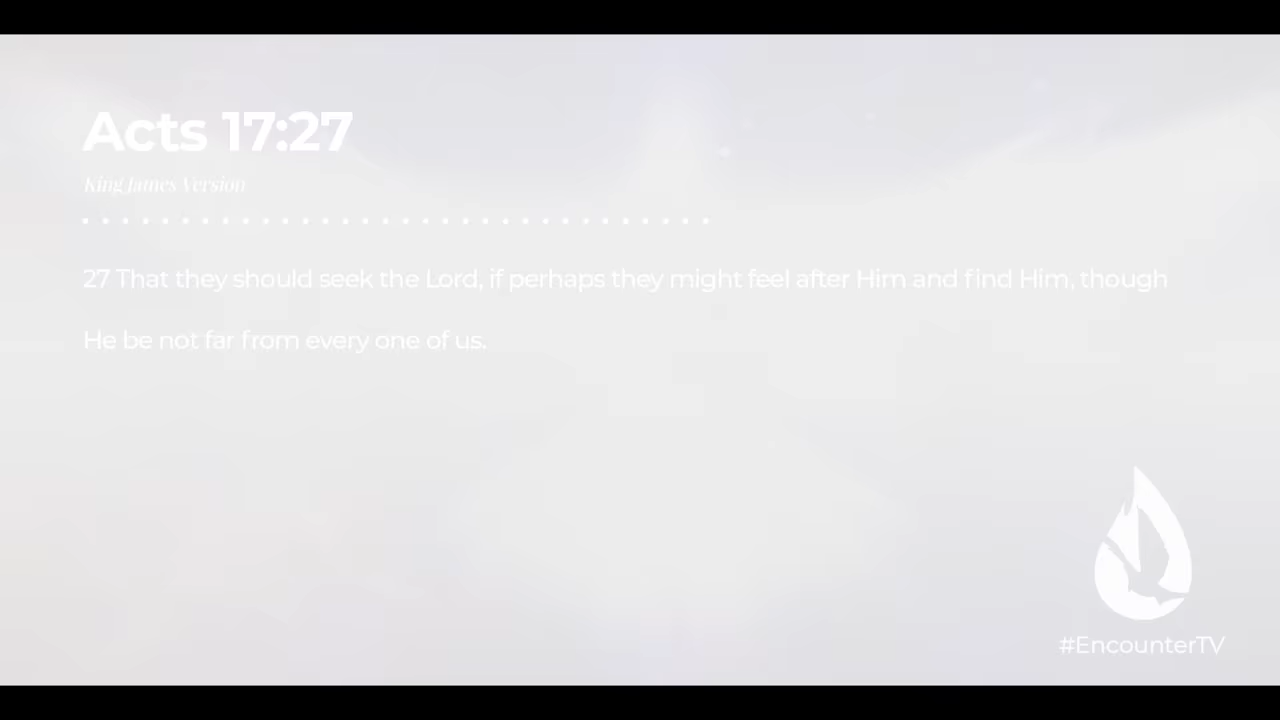 Acts 17:27
King James Version
27 That they should seek the Lord, if perhaps they might feel after Him and find Him, though
He be not far from every one of us.
#EncounterTV